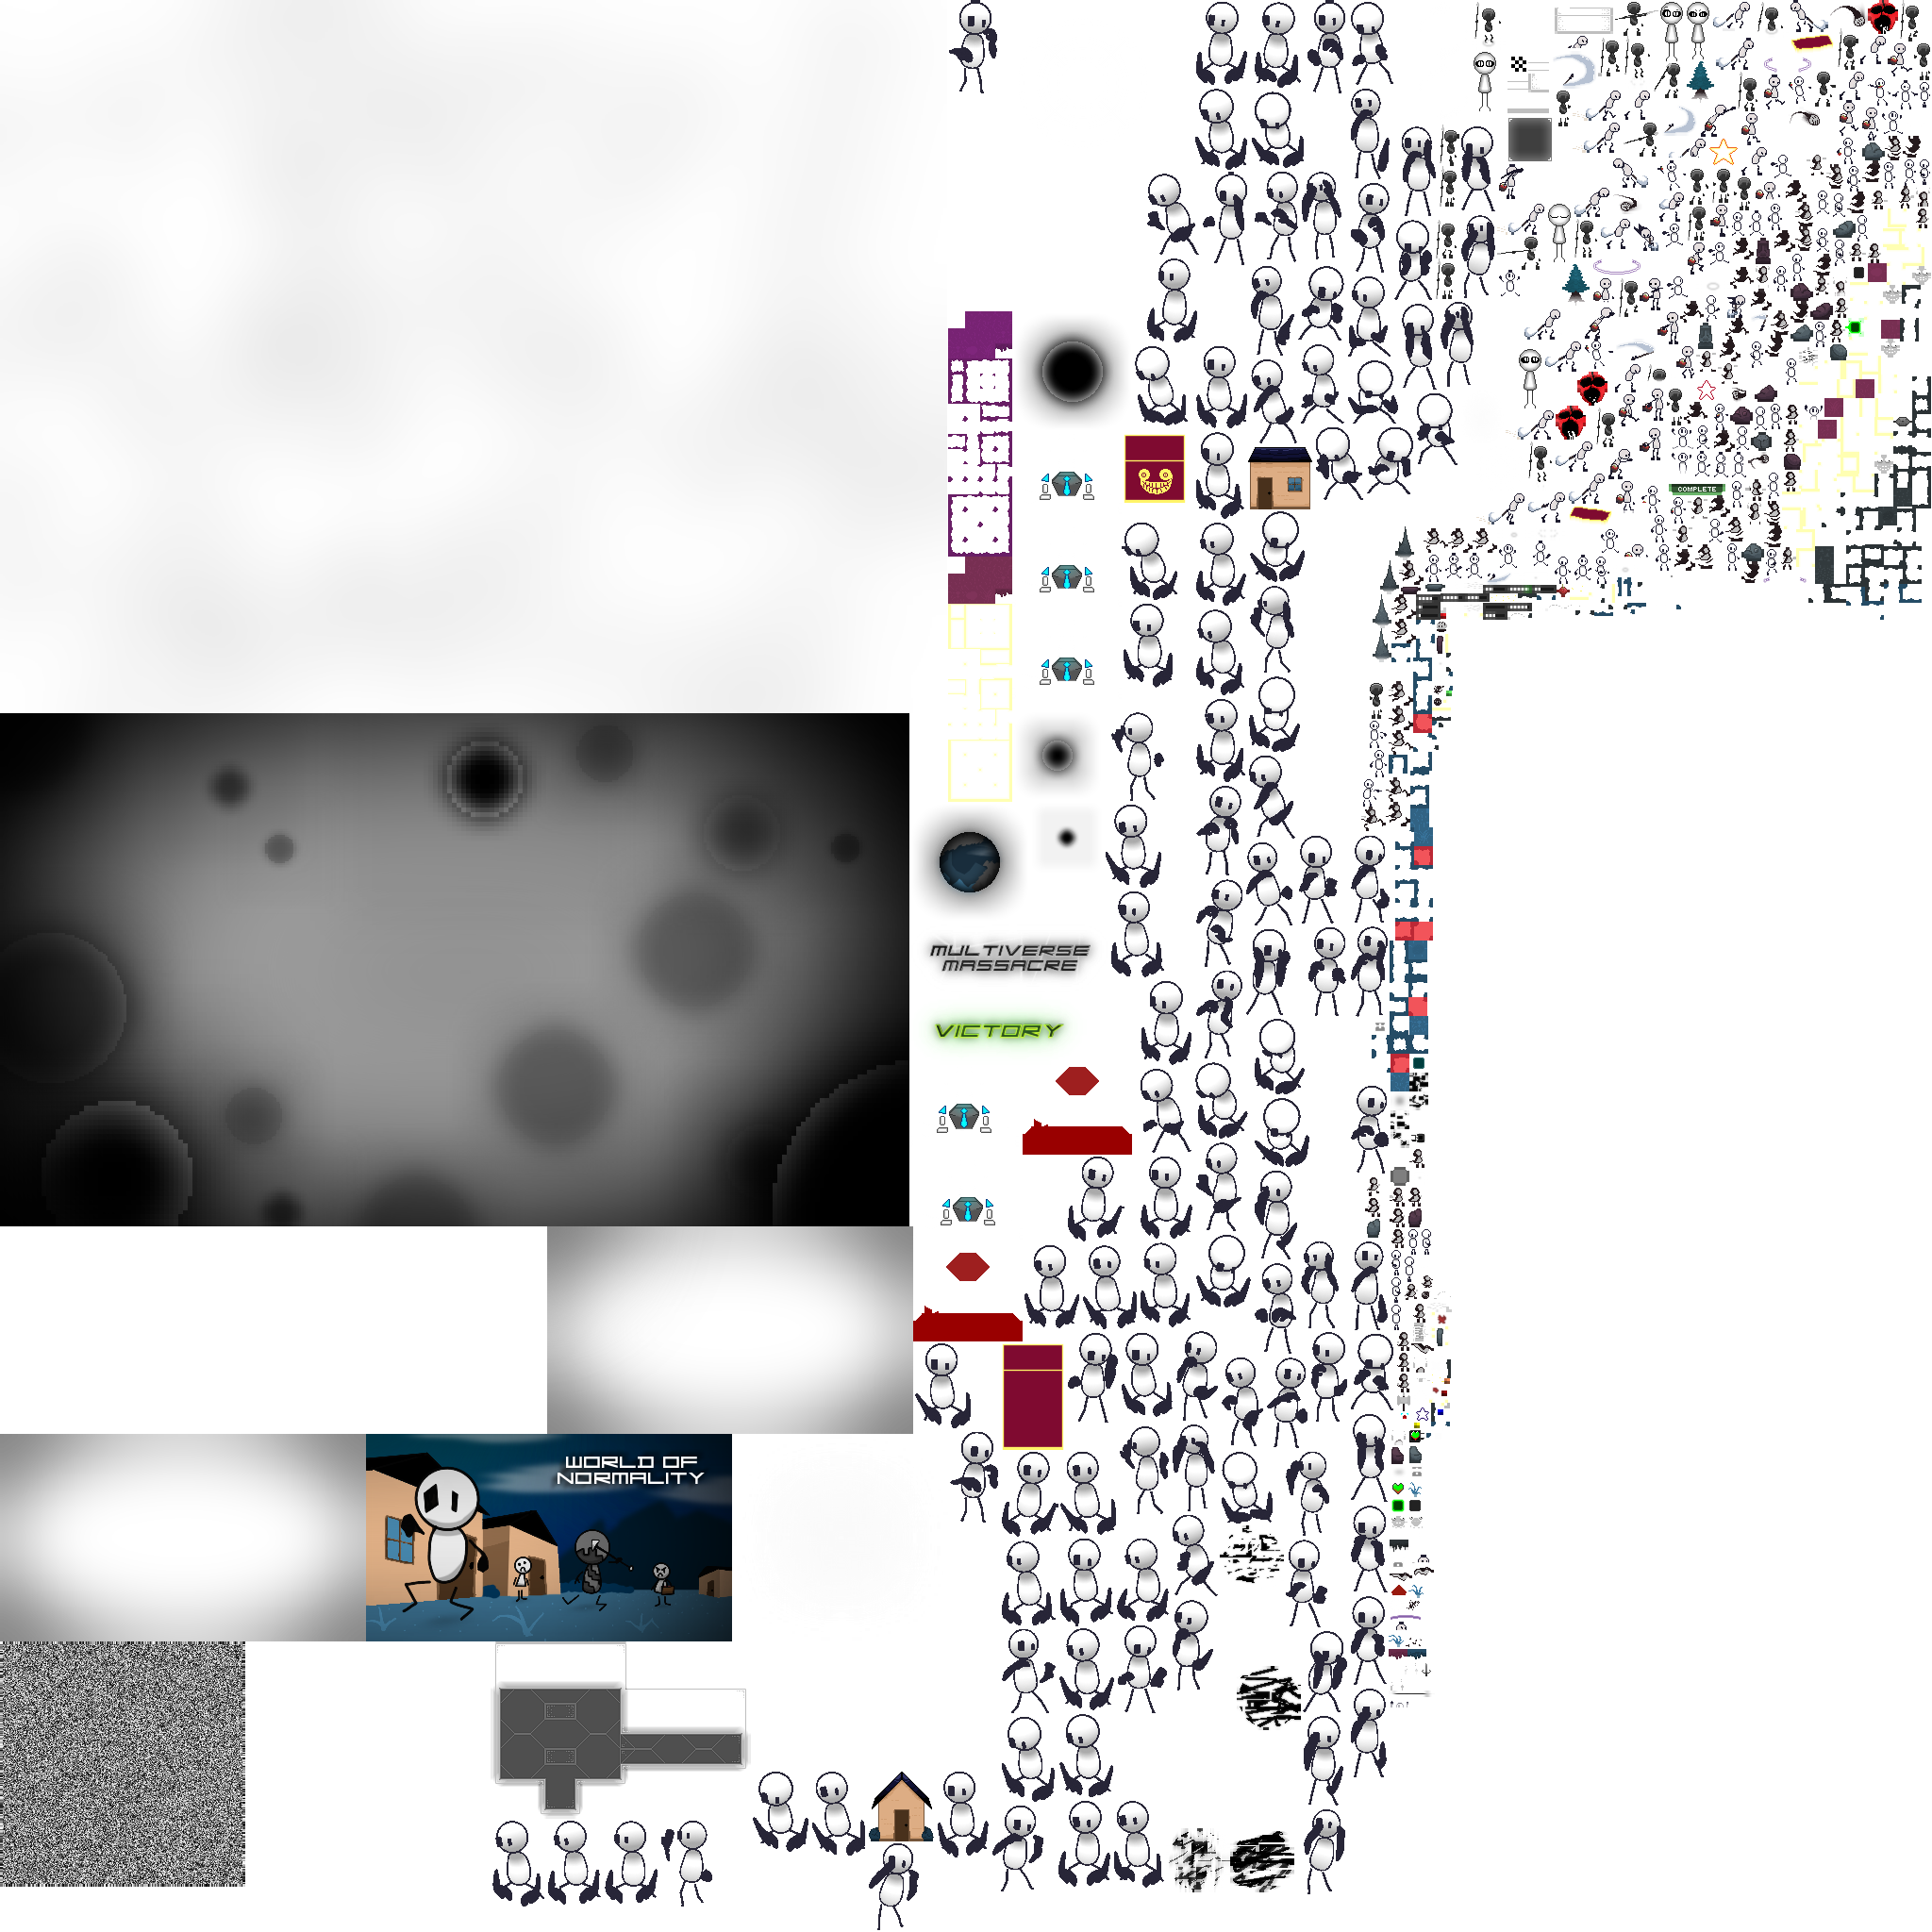 COMPLETE
MULTIVERSE
MASSACRE
VICTORY
WORLD OF
NORMALITY